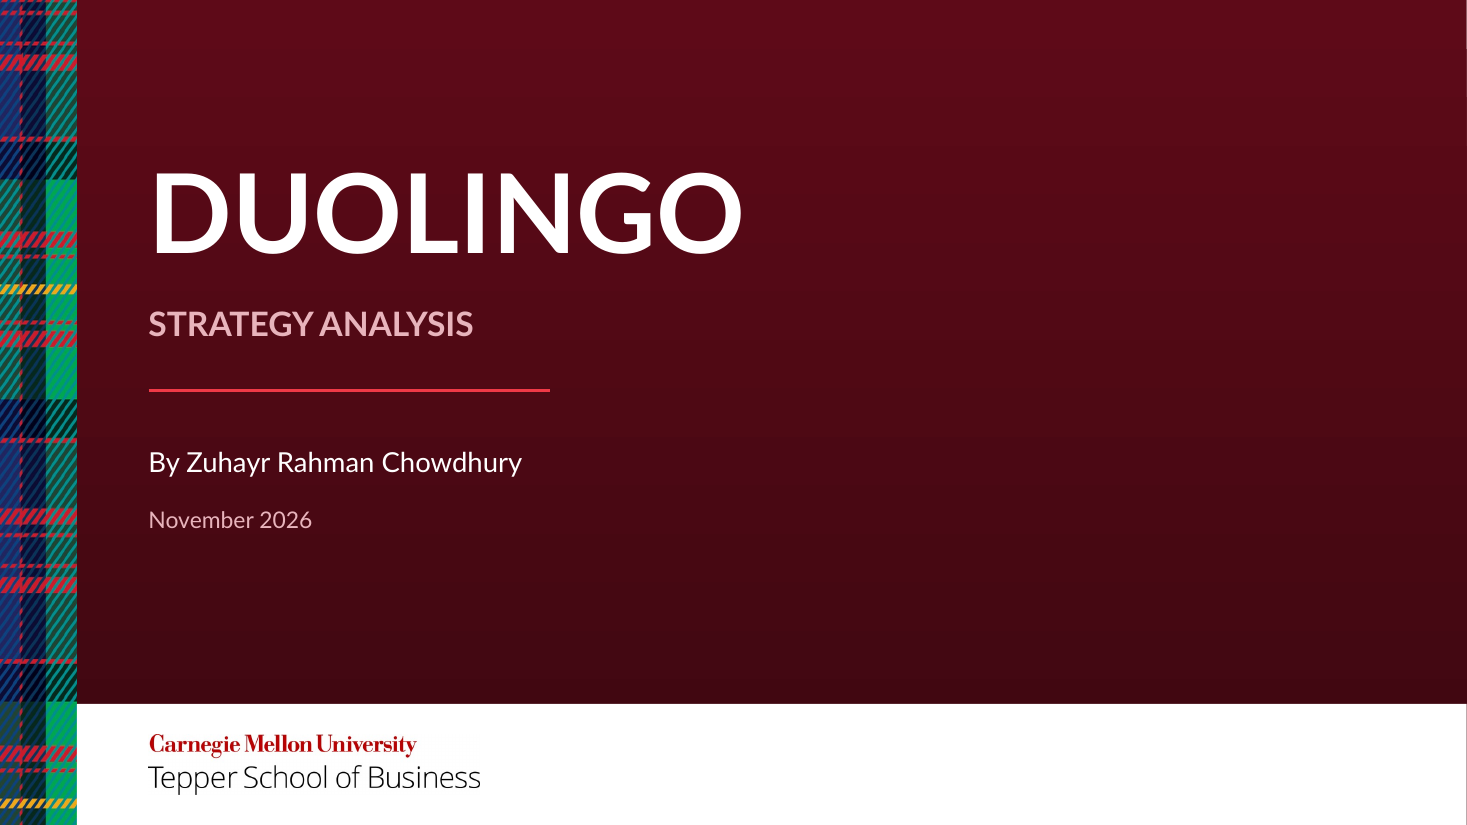 DUOLINGO
STRATEGY ANALYSIS
By Zuhayr Rahman Chowdhury
November 2026
Carnegie Mellon University
Tepper School of Business